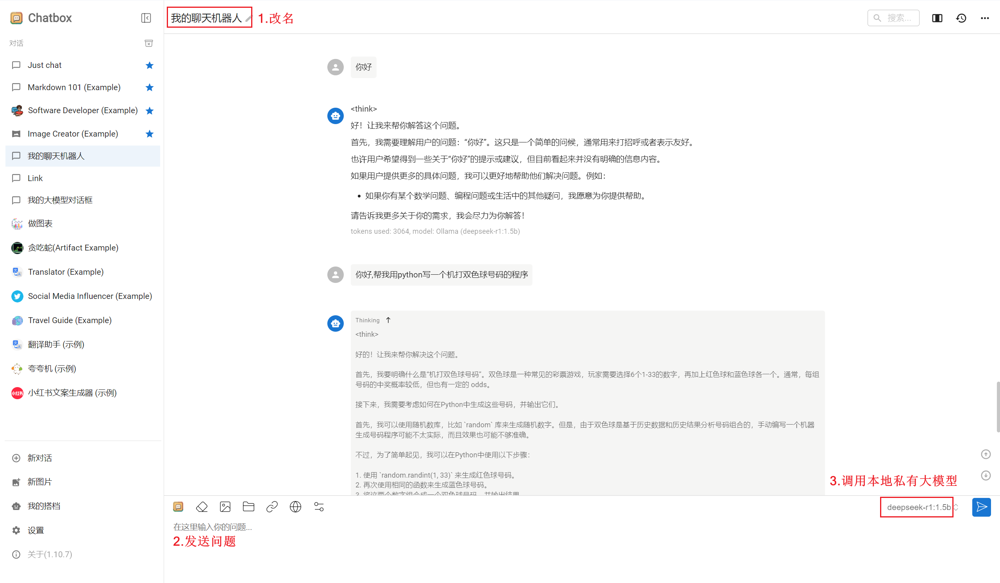 Chatbox
对话
Just chat
Markdown 101 (Example)
Software Developer (Example)
Image Creator (Example)
我的聊天机器人
Link
我的大模型对话框
做图表
贪吃蛇(Artifact Example)
Translator (Example)
Social Media Influencer (Example)
Travel Guide (Example)
翻译助手 (示例)
夸夸机 (示例)
小红书
小红书文案生成器 (示例)
新对话
新图片
我的搭档
设置
关于(1.10.7)
我的聊天机器人
1.改名
搜索...
你好
<think>
好！让我来帮你解答这个问题。
首先，我需要理解用户的问题：“你好”。这只是一个简单的问候，通常用来打招呼或者表示友好。
也许用户希望得到一些关于“你好”的提示或建议，但目前看起来并没有明确的信息内容。
如果用户提供更多的具体问题，我可以更好地帮助他们解决问题。例如：
• 如果你有某个数学问题、编程问题或生活中的其他疑问，我愿意为你提供帮助。
请告诉我更多关于你的需求，我会尽力为你解答！
tokens used: 3064, model: Ollama (deepseek-r1:1.5b)
你好,帮我用python写一个机打双色球号码的程序
Thinking
<think>
好的！让我来帮你解决这个问题。
首先，我要明确什么是“机打双色球号码”。双色球是一种常见的彩票游戏，玩家需要选择6个1-33的数字，再加上红色球和蓝色球各一个。通常，每组
号码的中奖概率较低，但也有一定的 odds。
接下来，我需要考虑如何在Python中生成这些号码，并输出它们。
首先，我可以使用随机数库，比如 `random` 库来生成随机数字。但是，由于双色球是基于历史数据和历史结果分析号码组合的，手动编写一个机器
生成号码程序可能不太实际，而且效果也可能不够准确。
不过，为了简单起见，我可以在Python中使用以下步骤：
1. 使用 `random.randint(1, 33)` 来生成红色球号码。
2. 再次使用相同的函数来生成蓝色球号码。
3. 将这两个数字组合成一个双色球号码，并输出结果
3.调用本地私有大模型
deepseek-r1:1.5b
在这里输入你的问题...
2.发送问题